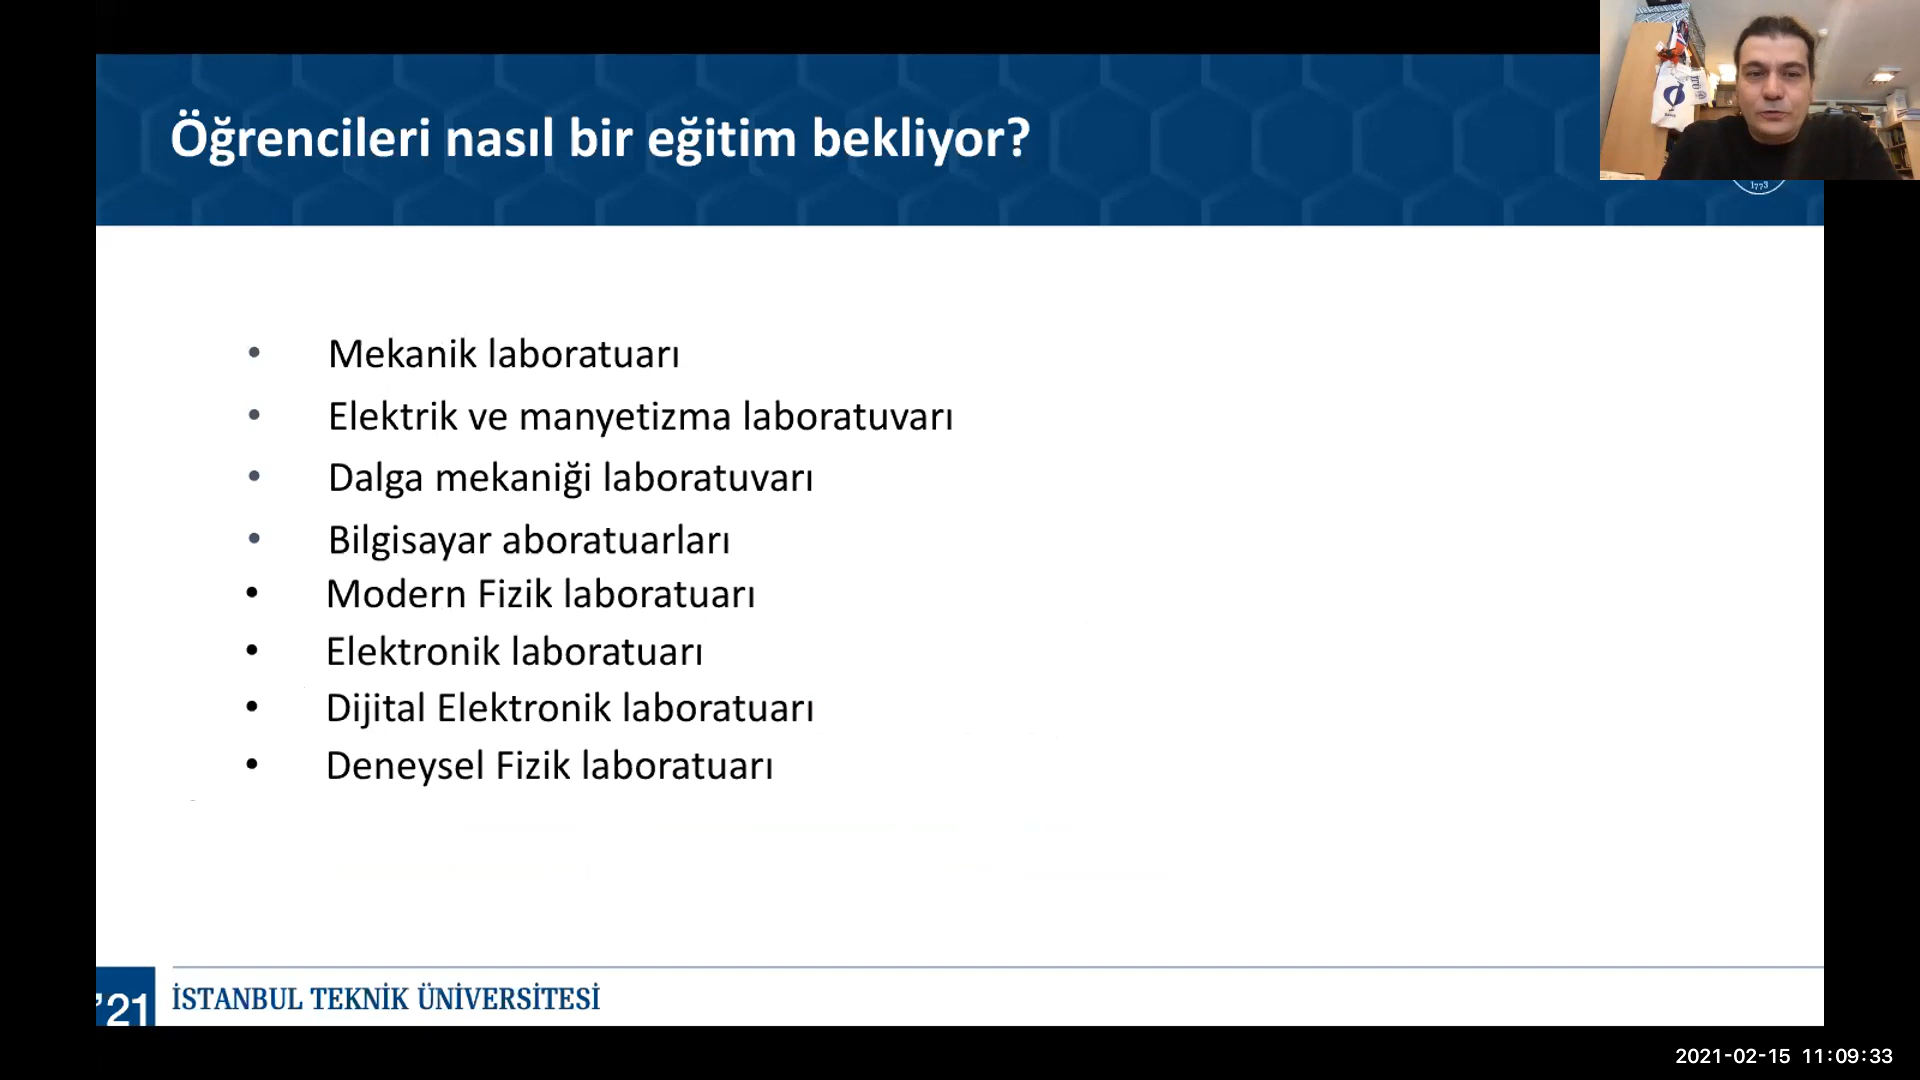 Öğrencileri nasıl bir eğitim bekliyor?
1773
• Mekanik laboratuarı
• Elektrik ve manyetizma laboratuvarı
• Dalga mekaniği laboratuvarı
• Bilgisayar aboratuarları
• Modern Fizik laboratuarı
• Elektronik laboratuarı
• Dijital Elektronik laboratuarı
• Deneysel Fizik laboratuarı
’21 İSTANBUL TEKNİK ÜNİVERSİTESİ
2021-02-15 11:09:33